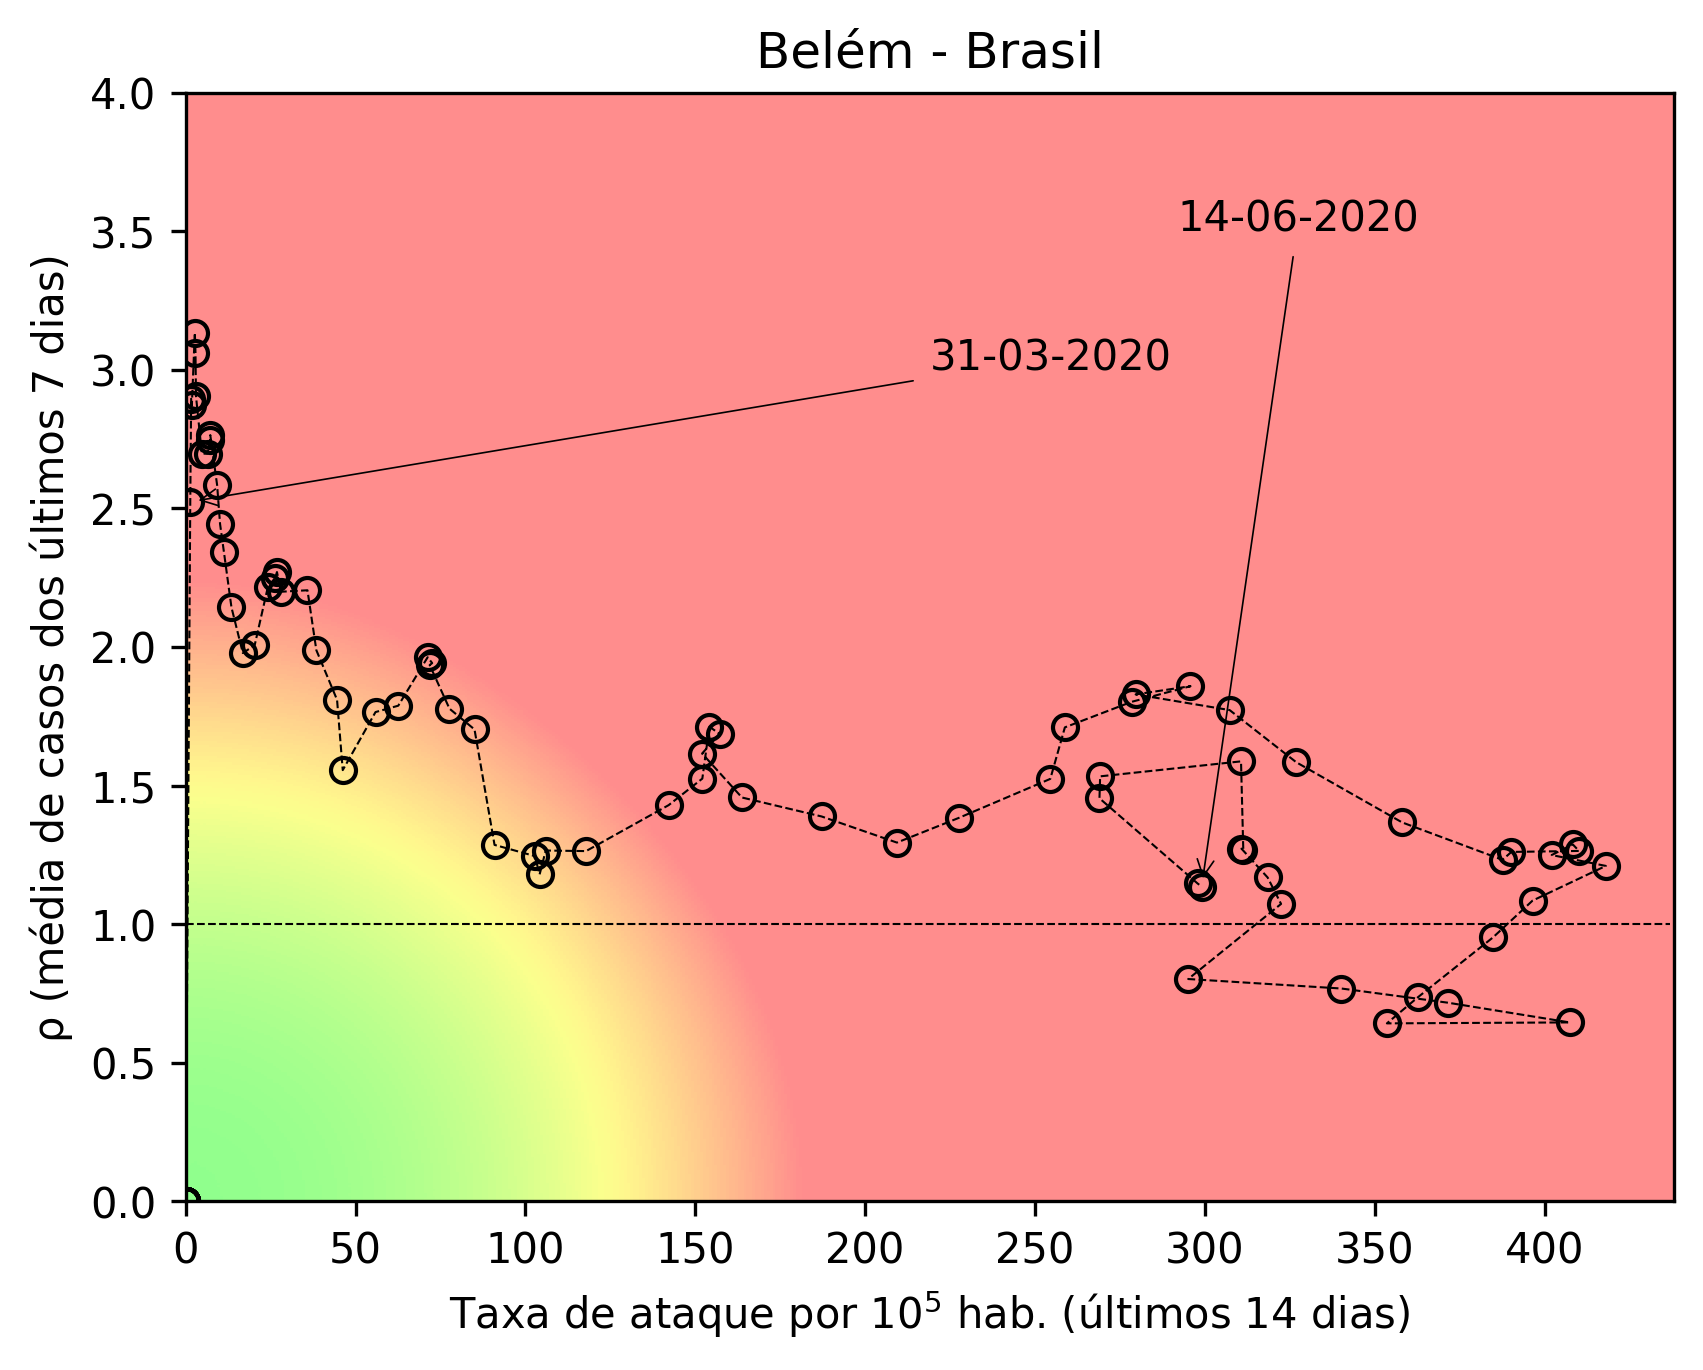 Belém - Brasil
4.0
3.5
3.0
2.5
2.0
1.5
1.0
0.5
0.0
ρ (média de casos dos últimos 7 dias)
14-06-2020
31-03-2020
0 50 100 150 200 250 300 350 400
Taxa de ataque por 10⁵ hab. (últimos 14 dias)